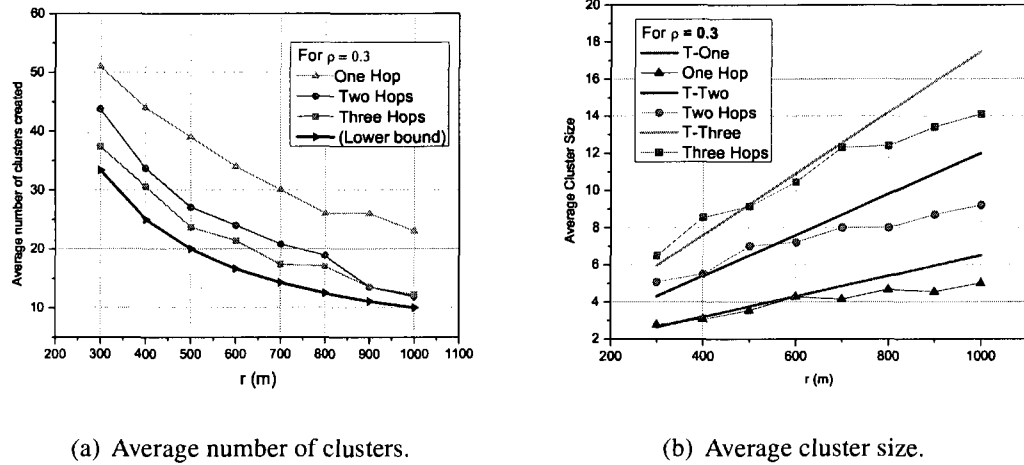 60
50
40
30
20
10
200 300 400 500 600 700 800 900 1000 1100
Average number of clusters created
r (m)
For ρ = 0.3
One Hop
Two Hops
Three Hops
(Lower bound)
(a) Average number of clusters.
20
18
16
14
12
10
8
6
4
2
200 400 600 800 1000
Average Cluster Size
r (m)
For ρ = 0.3
T-One
One Hop
T-Two
Two Hops
T-Three
Three Hops
(b) Average cluster size.